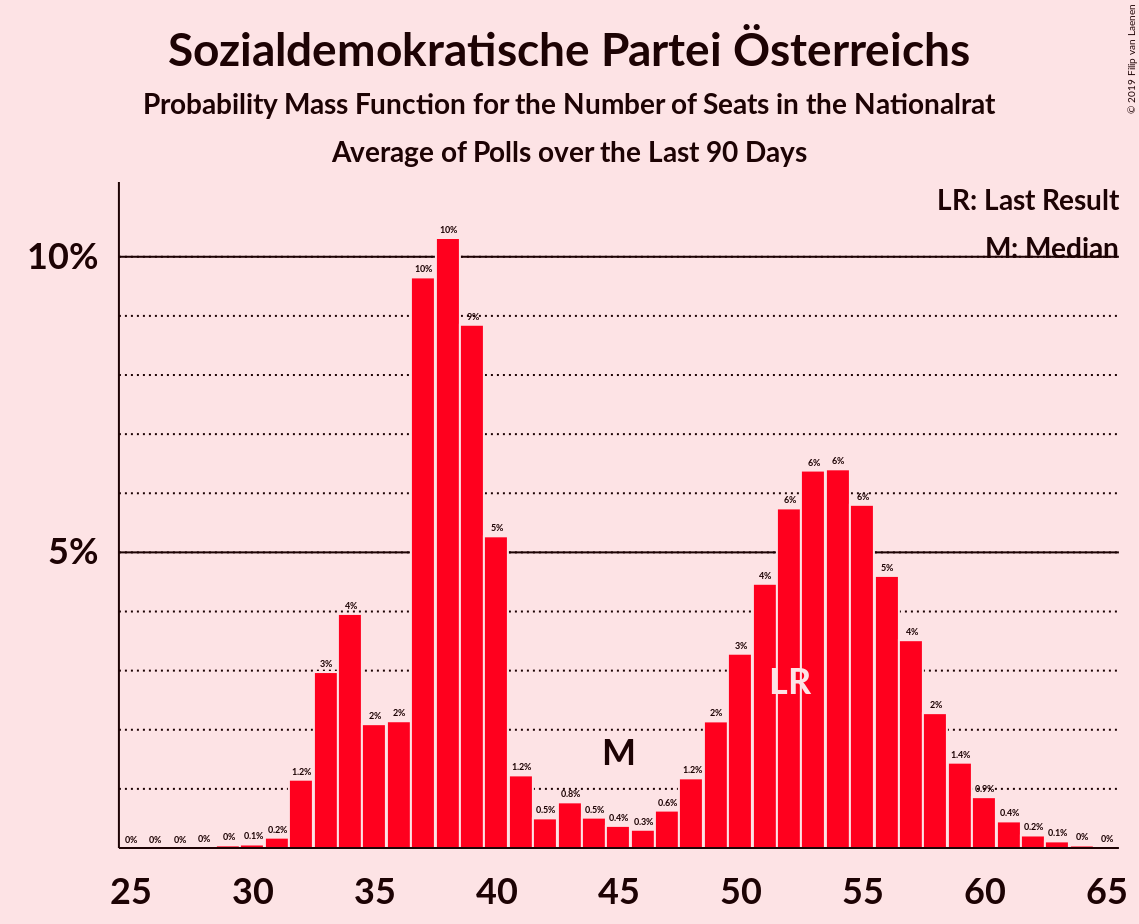 Sozialdemokratische Partei Österreichs
Probability Mass Function for the Number of Seats in the Nationalrat
Average of Polls over the Last 90 Days
© 2019 Filip van Laenen
LR: Last Result
M: Median
10%
5%
0% 0% 0% 0% 0% 0.1% 0.2% 1.2% 3% 4% 2% 2% 10% 10% 9% 5% 1.2% 0.5% 0.8% 0.5% 0.4% 0.3% 0.6% 1.2% 2% 3% 4% 6% 6% 6% 6% 5% 4% 2% 1.4% 0.9% 0.4% 0.2% 0.1% 0% 0%
LR
M
25 30 35 40 45 50 55 60 65